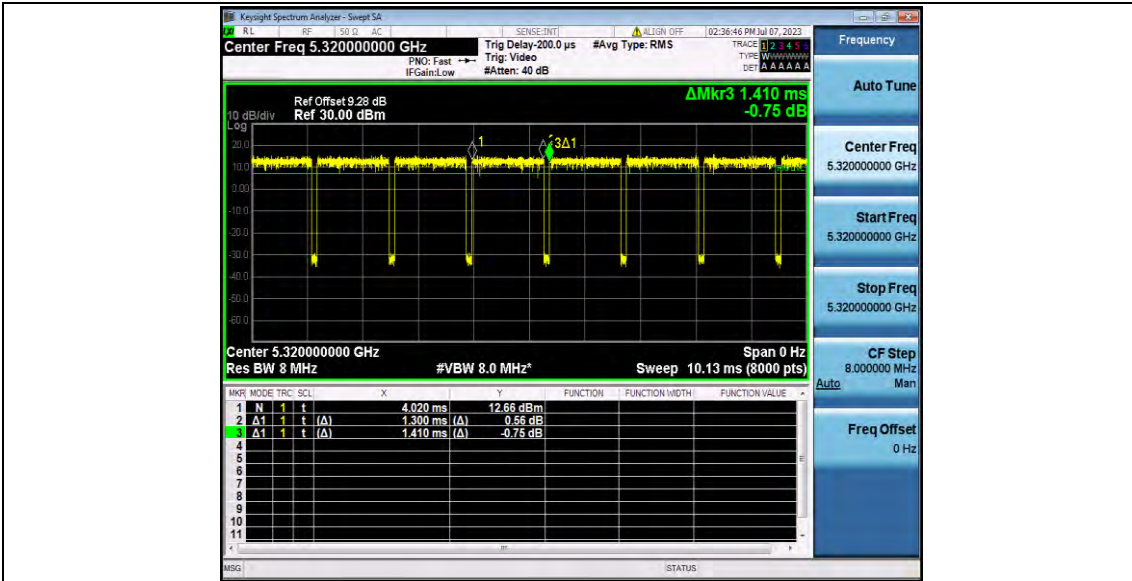 Keysight Spectrum Analyzer - Swept SA
RL RF 50 Ω AC SENSE:INT ALIGN OFF 02:36:46 PM Jul 07, 2023
Center Freq 5.320000000 GHz
PNO: Fast
IFGain:Low
Trig Delay-200.0 µs
Trig: Video
#Atten: 40 dB
#Avg Type: RMS
TRACE 1 2 3 4 5 6
TYPE W
DET A A A A A A
ΔMkr3 1.410 ms
-0.75 dB
Ref Offset 9.28 dB
10 dB/div Ref 30.00 dBm
Log
20.0
10.0
0.00
-10.0
-20.0
-30.0
-40.0
-50.0
-60.0
1
3Δ1
Center 5.320000000 GHz Span 0 Hz
Res BW 8 MHz #VBW 8.0 MHz* Sweep 10.13 ms (8000 pts)
MKR MODE TRC SCL X Y FUNCTION FUNCTION WIDTH FUNCTION VALUE
1 N 1 t 4.020 ms 12.66 dBm
2 Δ1 1 t (Δ) 1.300 ms (Δ) 0.56 dB
3 Δ1 1 t (Δ) 1.410 ms (Δ) -0.75 dB
4
5
6
7
8
9
10
11
MSG STATUS
Frequency
Auto Tune
Center Freq
5.320000000 GHz
Start Freq
5.320000000 GHz
Stop Freq
5.320000000 GHz
CF Step
8.000000 MHz
Auto Man
Freq Offset
0 Hz